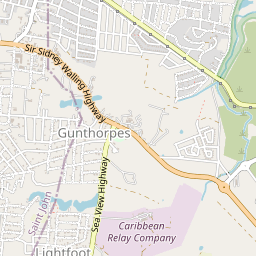 Sir Sidney Walling Highway
Gunthorpes
Sea View Highway
Saint John
Caribbean
Relay Company
Lightfoot